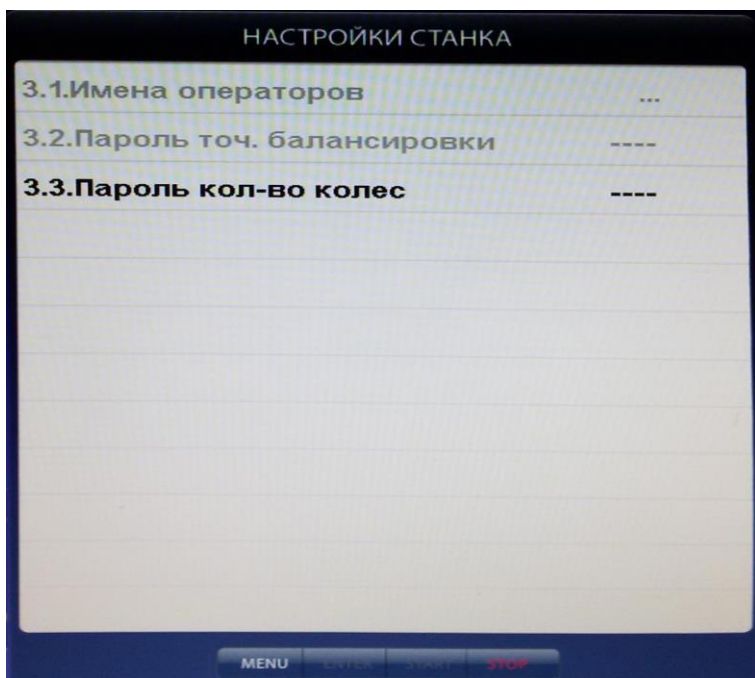 НАСТРОЙКИ СТАНКА
3.1.Имена операторов ...
3.2.Пароль точ. балансировки ----
3.3.Пароль кол-во колес ----
MENU ENTER START STOP